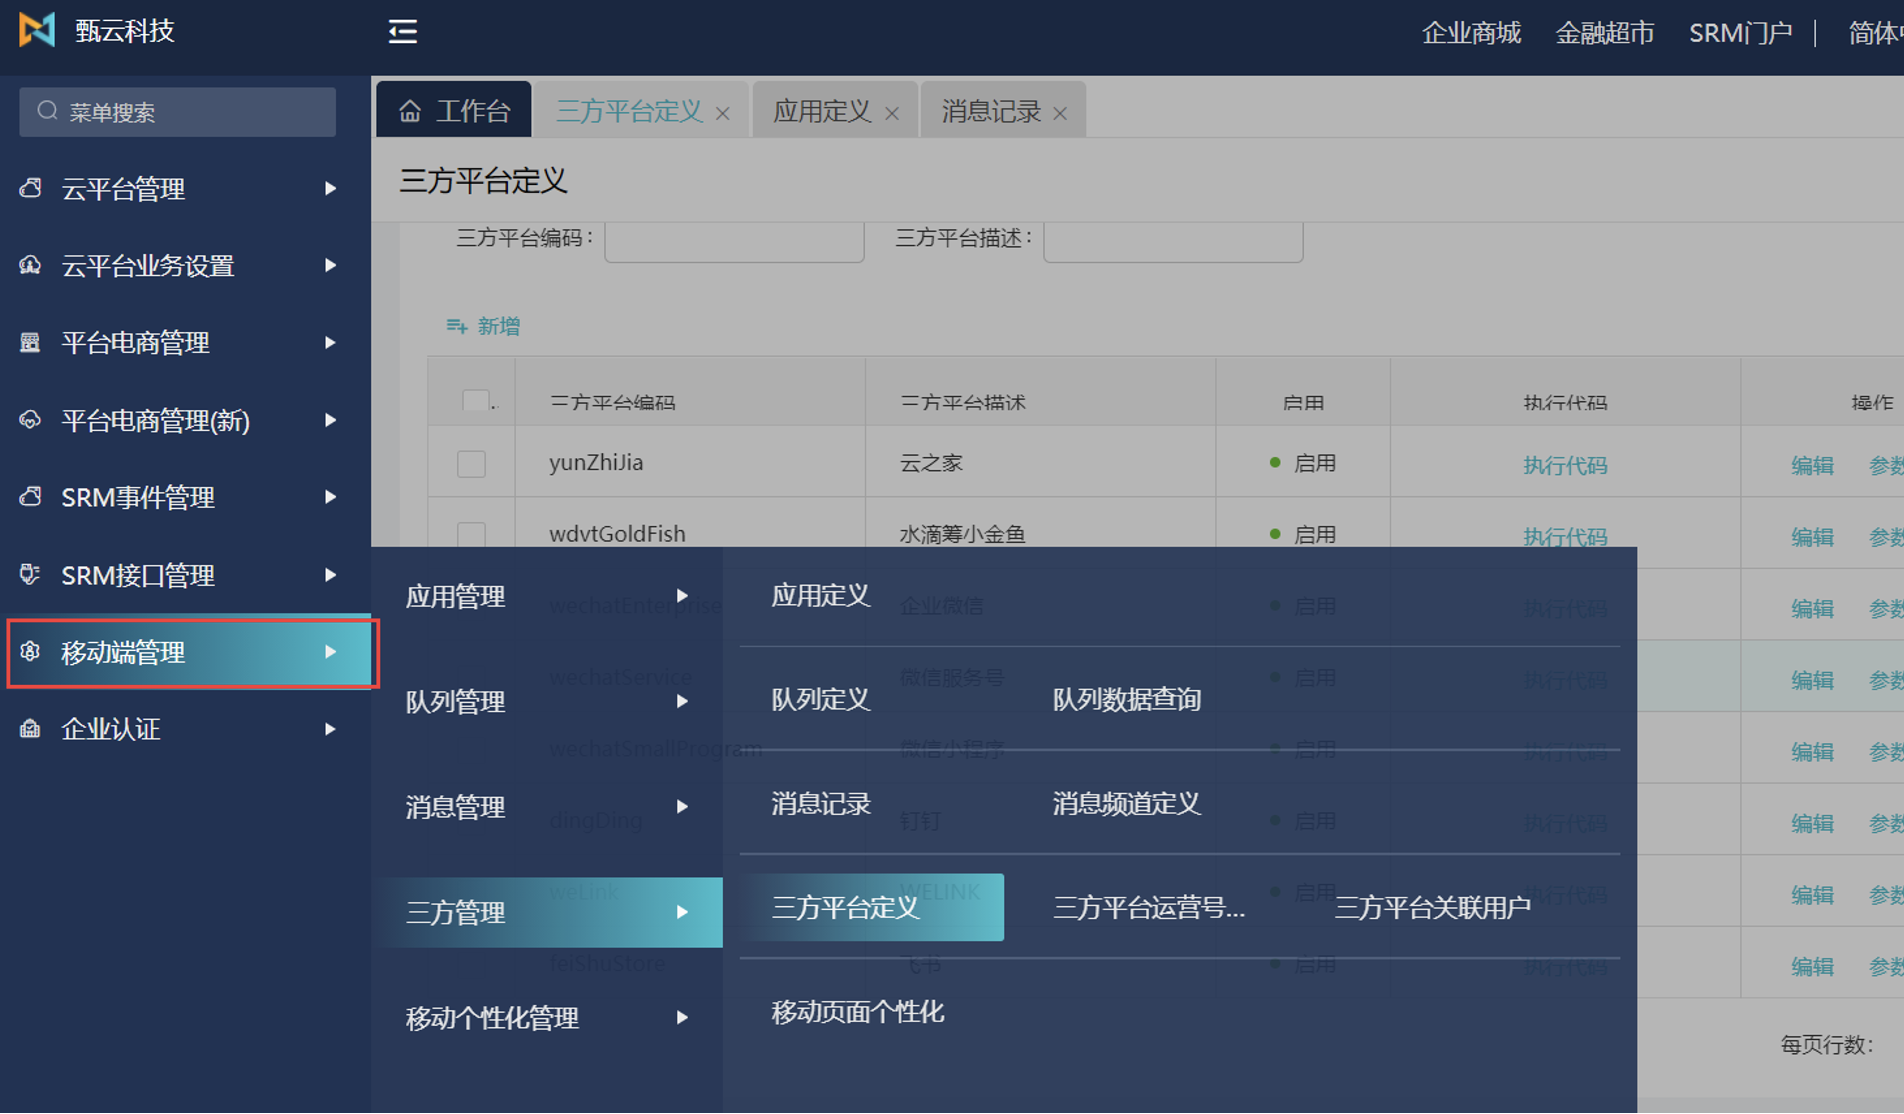 甄云科技
企业商城 金融超市 SRM门户 简体中
菜单搜索
工作台 三方平台定义 应用定义 消息记录
三方平台定义
云平台管理
云平台业务设置
平台电商管理
平台电商管理(新)
SRM事件管理
SRM接口管理
移动端管理
企业认证
三方平台编码： 三方平台描述：
新增
三方平台编码 三方平台描述 启用 执行代码 操作
yunZhiJia 云之家 启用 执行代码 编辑 参数
wdvtGoldFish 水滴筹小金鱼 启用 执行代码 编辑 参数
wechatEnterprise 企业微信 启用 执行代码 编辑 参数
wechatService 微信服务号 启用 执行代码 编辑 参数
wechatSmallProgram 微信小程序 启用 执行代码 编辑 参数
dingDing 钉钉 启用 执行代码 编辑 参数
weLink WELINK 启用 执行代码 编辑 参数
feiShuStore 飞书 启用 执行代码 编辑 参数
应用管理 应用定义
队列管理 队列定义 队列数据查询
消息管理 消息记录 消息频道定义
三方管理 三方平台定义 三方平台运营号... 三方平台关联用户
移动个性化管理 移动页面个性化
每页行数：